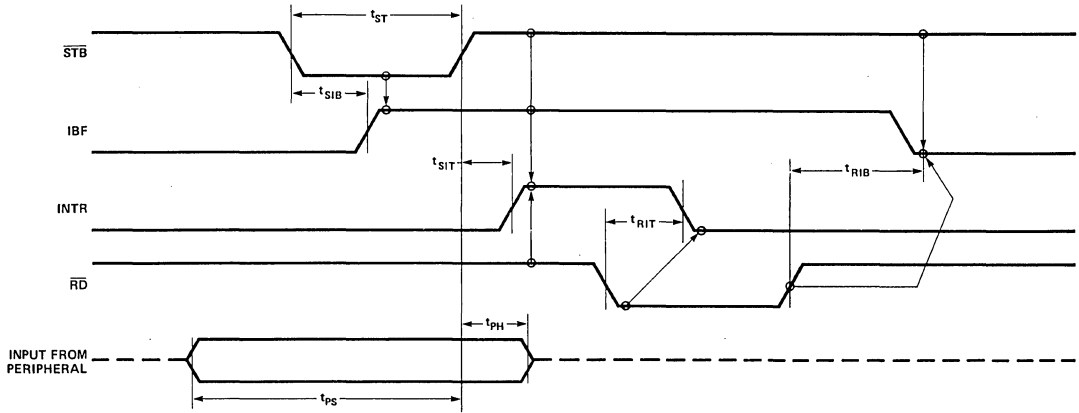 tST
STB
tSIB
IBF
tSIT
tRIB
INTR
tRIT
RD
tPH
INPUT FROM
PERIPHERAL
tPS